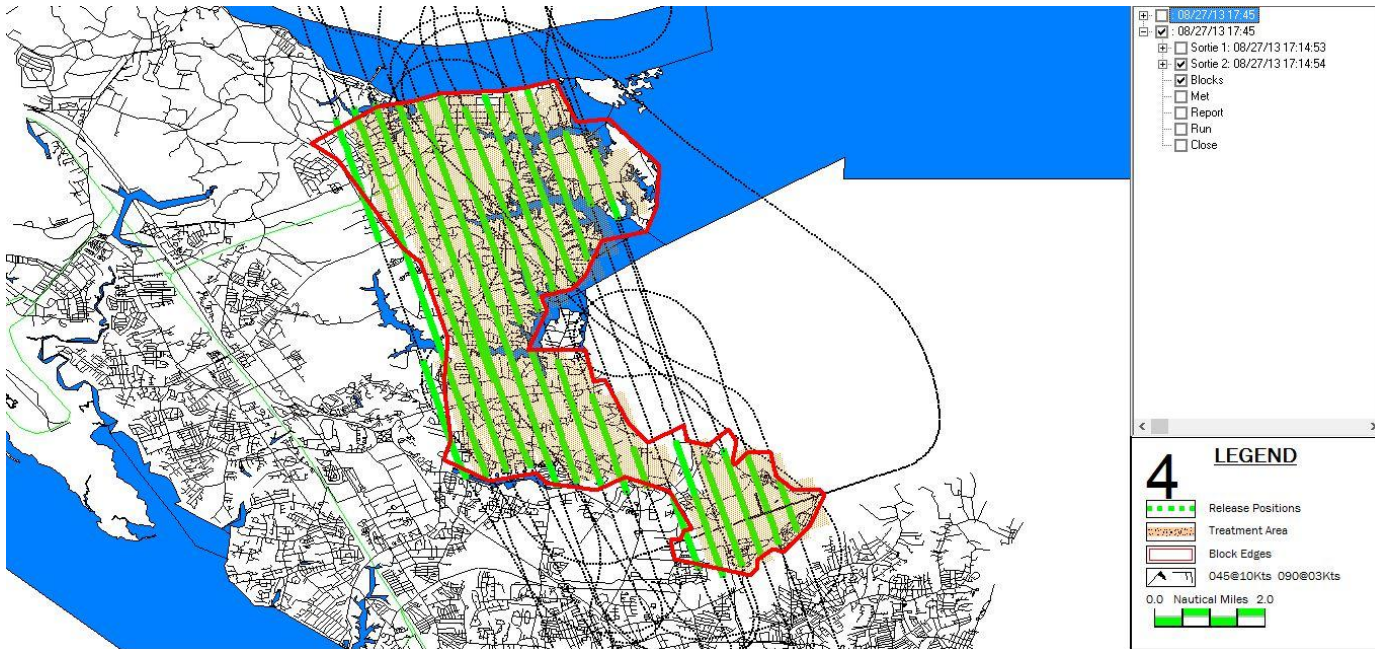 : 08/27/13 17:45
: 08/27/13 17:45
Sortie 1: 08/27/13 17:14:53
Sortie 2: 08/27/13 17:14:54
Blocks
Met
Report
Run
Close
LEGEND
4
Release Positions
Treatment Area
Block Edges
045@10Kts 090@03Kts
0.0 Nautical Miles 2.0